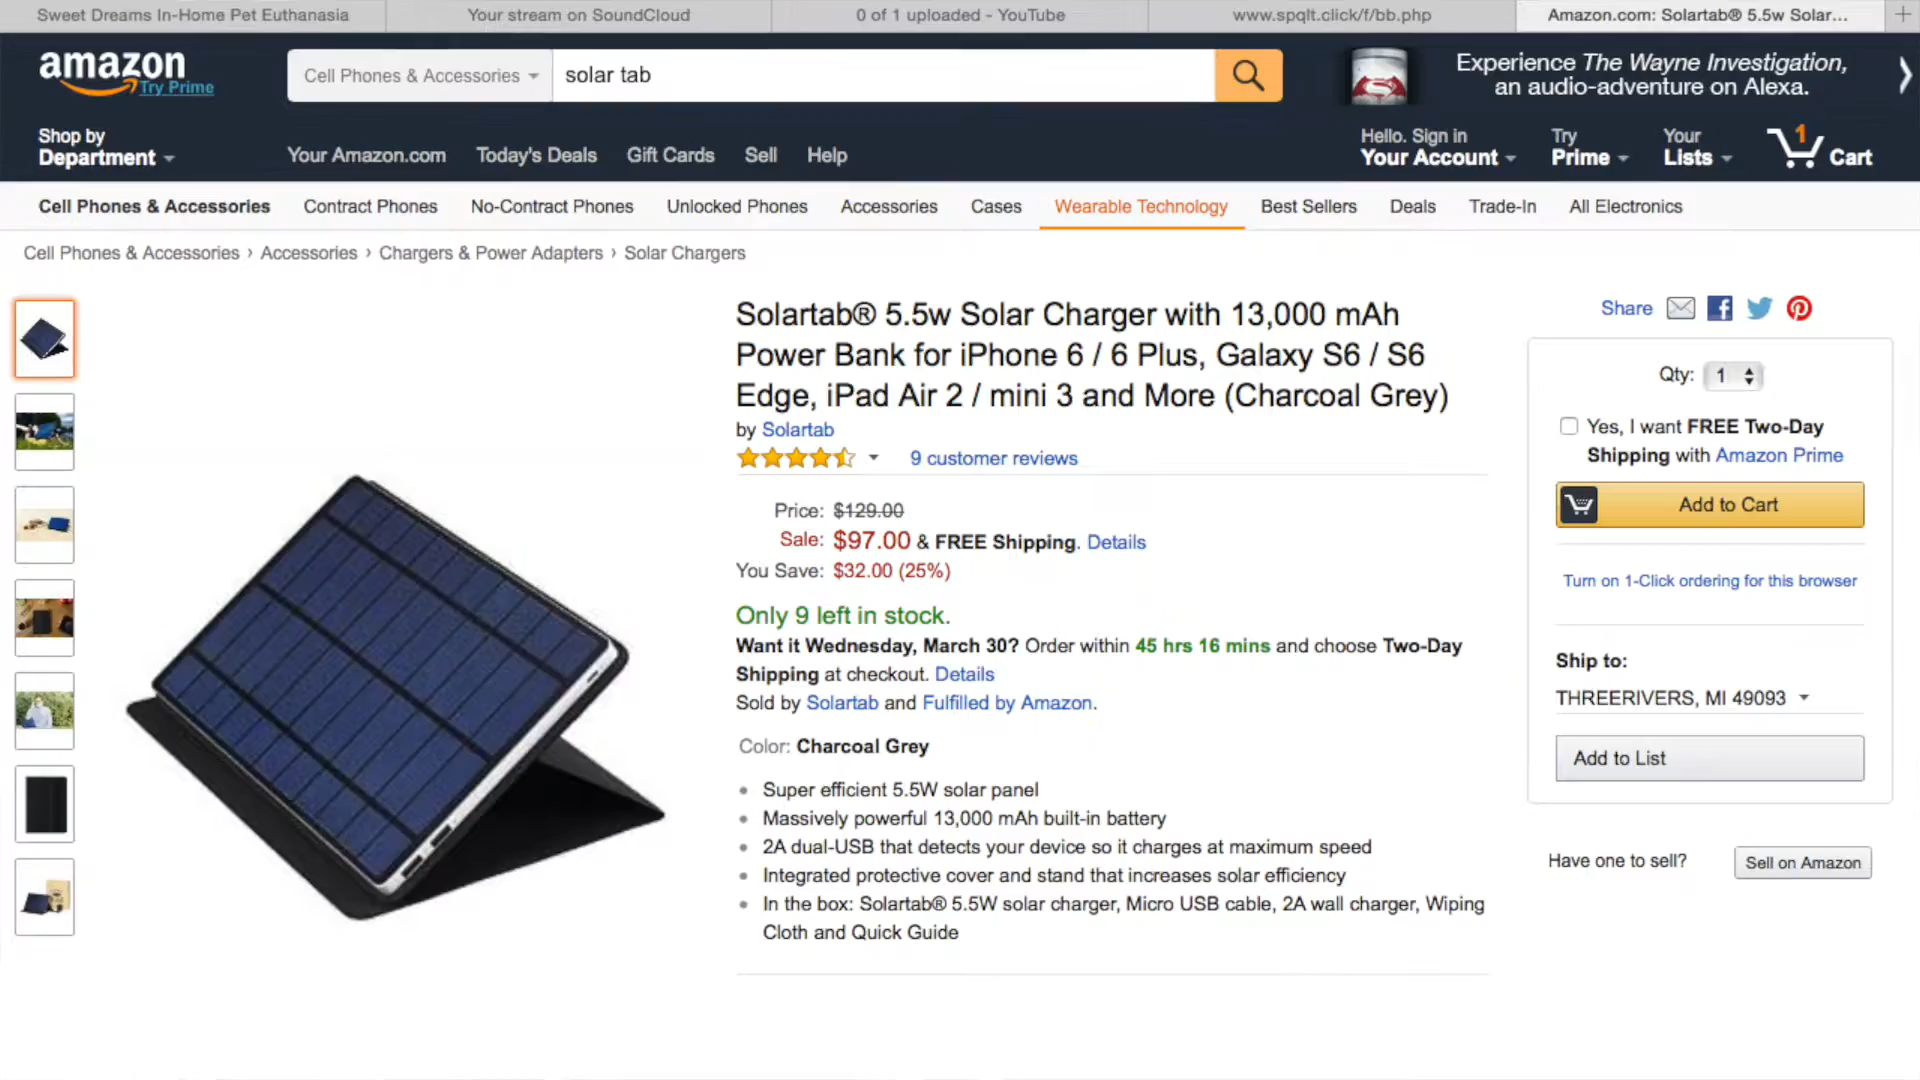 Sweet Dreams In-Home Pet Euthanasia
Your stream on SoundCloud
0 of 1 uploaded - YouTube
www.spqlt.click/f/bb.php
Amazon.com: Solartab® 5.5w Solar...
amazon
Try Prime
Cell Phones & Accessories
solar tab
Experience The Wayne Investigation,
an audio-adventure on Alexa.
Shop by
Department
Your Amazon.com
Today's Deals
Gift Cards
Sell
Help
Hello. Sign in
Your Account
Try
Prime
Your
Lists
1
Cart
Cell Phones & Accessories
Contract Phones
No-Contract Phones
Unlocked Phones
Accessories
Cases
Wearable Technology
Best Sellers
Deals
Trade-In
All Electronics
Cell Phones & Accessories › Accessories › Chargers & Power Adapters › Solar Chargers
Solartab® 5.5w Solar Charger with 13,000 mAh
Power Bank for iPhone 6 / 6 Plus, Galaxy S6 / S6
Edge, iPad Air 2 / mini 3 and More (Charcoal Grey)
by Solartab
9 customer reviews
Price: $129.00
Sale: $97.00 & FREE Shipping. Details
You Save: $32.00 (25%)
Only 9 left in stock.
Want it Wednesday, March 30? Order within 45 hrs 16 mins and choose Two-Day
Shipping at checkout. Details
Sold by Solartab and Fulfilled by Amazon.
Color: Charcoal Grey
Super efficient 5.5W solar panel
Massively powerful 13,000 mAh built-in battery
2A dual-USB that detects your device so it charges at maximum speed
Integrated protective cover and stand that increases solar efficiency
In the box: Solartab® 5.5W solar charger, Micro USB cable, 2A wall charger, Wiping
Cloth and Quick Guide
Share
Qty: 1
Yes, I want FREE Two-Day
Shipping with Amazon Prime
Add to Cart
Turn on 1-Click ordering for this browser
Ship to:
THREERIVERS, MI 49093
Add to List
Have one to sell?
Sell on Amazon